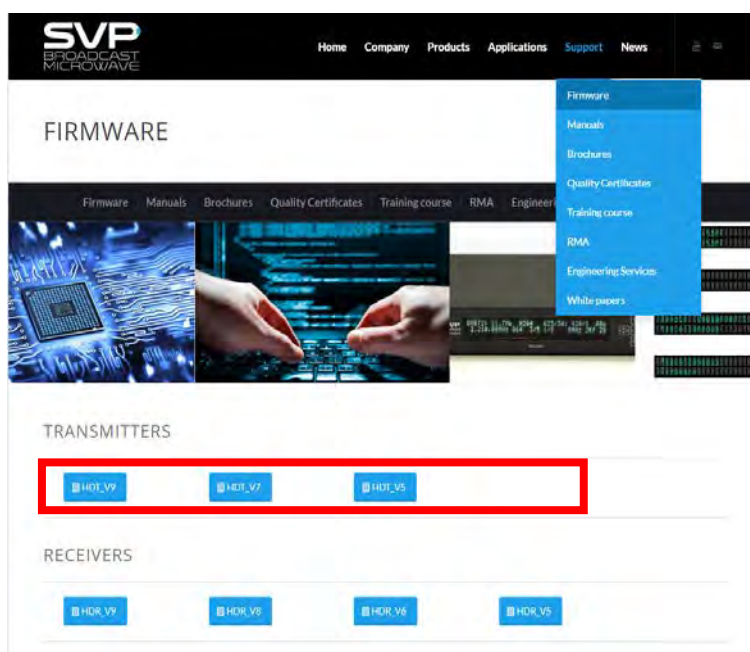 SVP
BROADCAST
MICROWAVE
Home Company Products Applications Support News
Firmware
Manuals
Brochures
Quality Certificates
Training course
RMA
Engineering Services
White papers
FIRMWARE
Firmware Manuals Brochures Quality Certificates Training course RMA Engineeri
TRANSMITTERS
HDT_V9 HDT_V7 HDT_V5
RECEIVERS
HDR_V9 HDR_V8 HDR_V6 HDR_V5